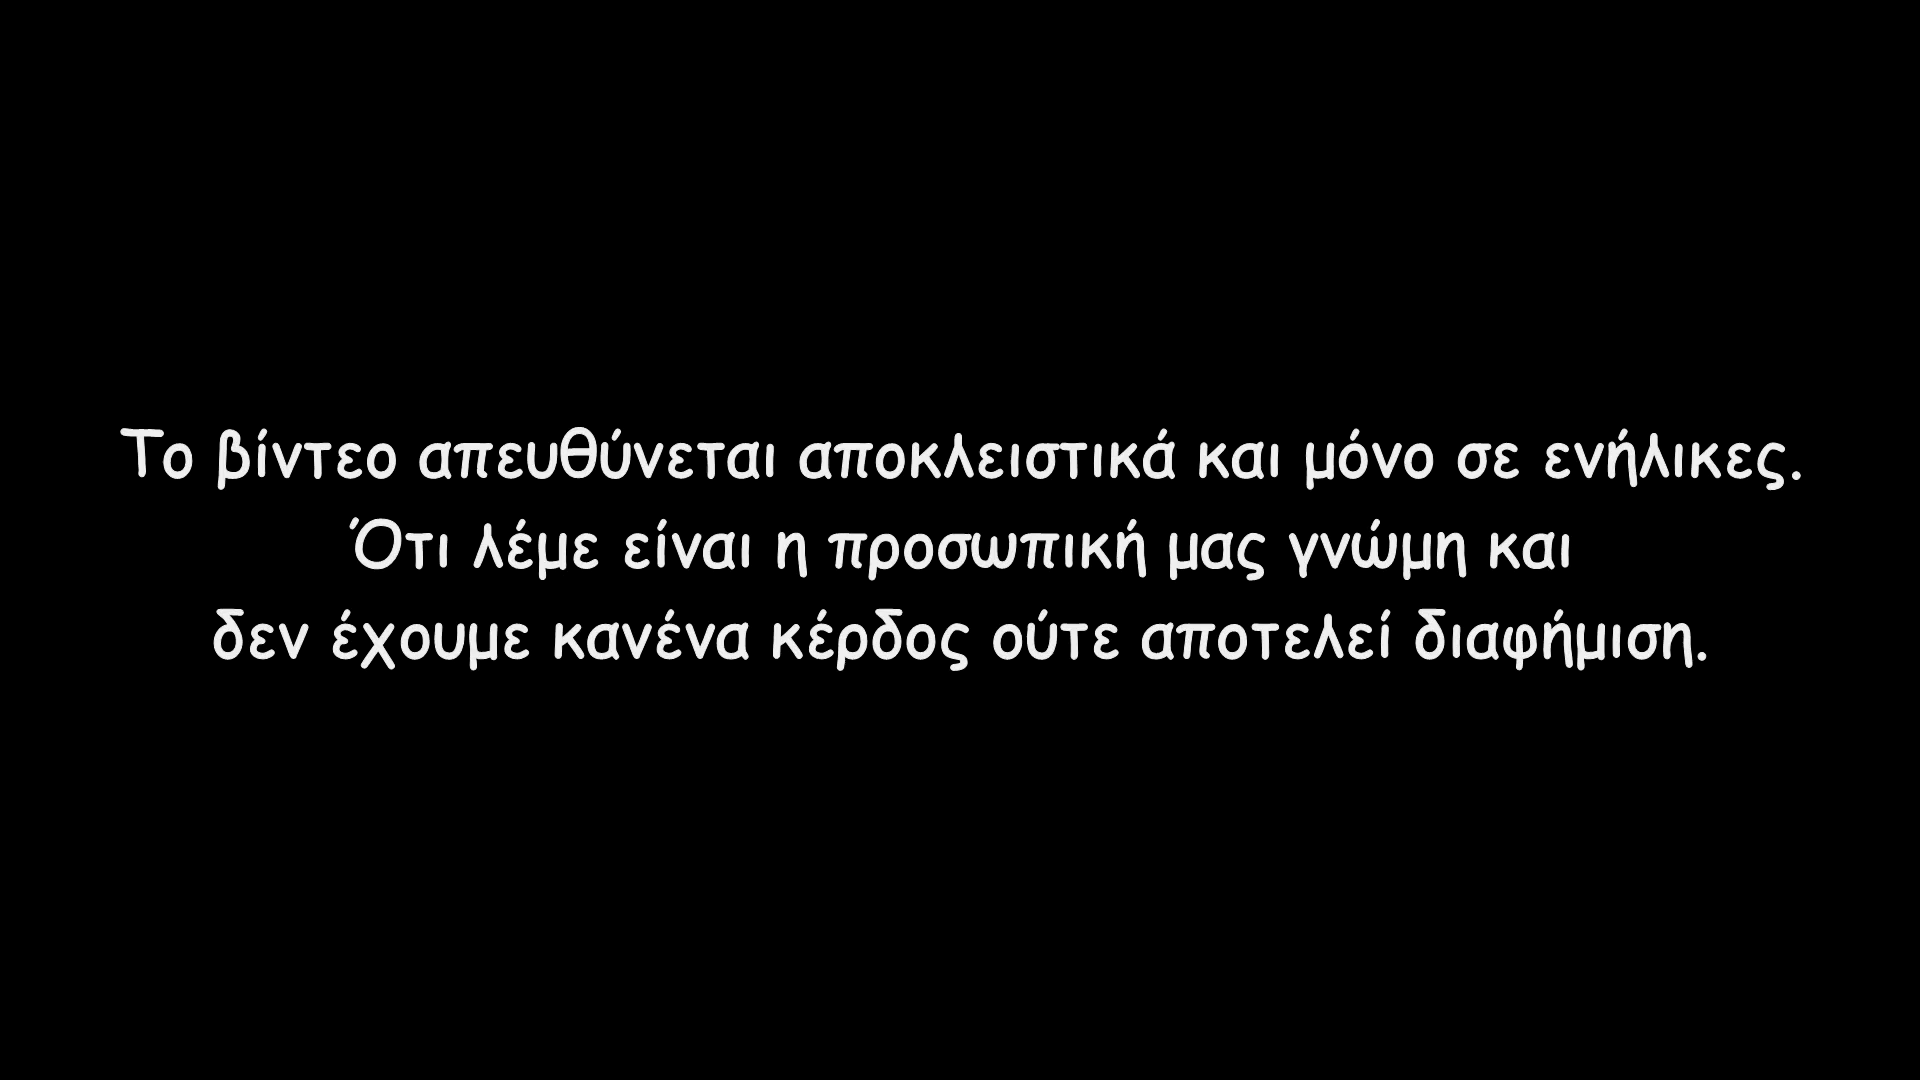 Το βίντεο απευθύνεται αποκλειστικά και μόνο σε ενήλικες.
Ότι λέμε είναι η προσωπική μας γνώμη και
δεν έχουμε κανένα κέρδος ούτε αποτελεί διαφήμιση.